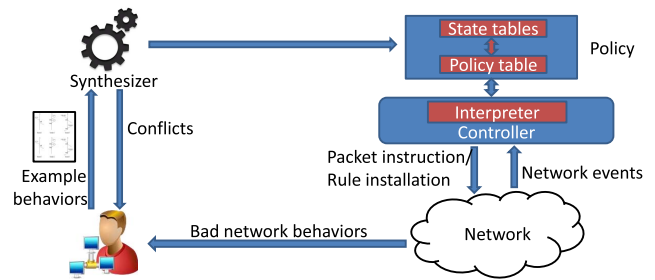 State tables
Policy
Policy table
Synthesizer
Interpreter
Controller
Conflicts
Packet instruction/
Rule installation
Network events
Example
behaviors
Bad network behaviors
Network